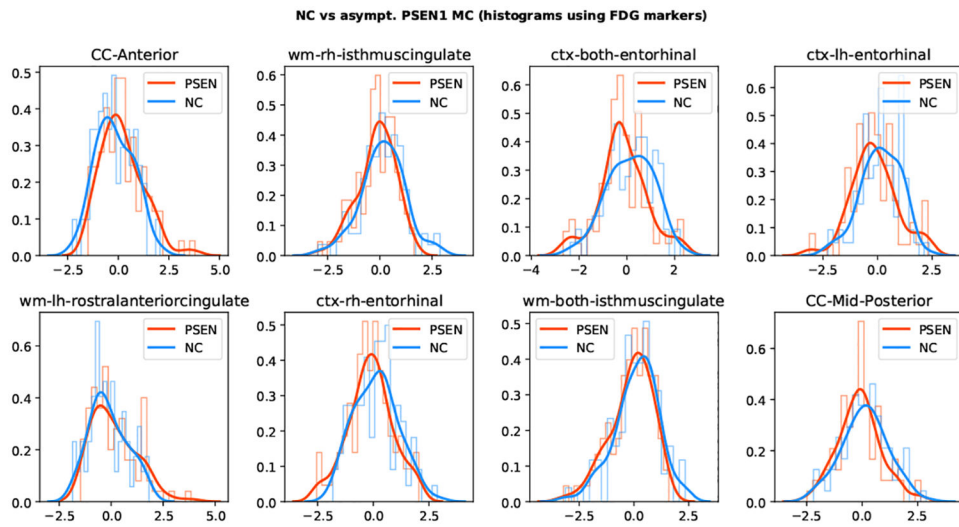 NC vs asympt. PSEN1 MC (histograms using FDG markers)
CC-Anterior
0.5
0.4
0.3
0.2
0.1
0.0
−2.5 0.0 2.5 5.0
PSEN
NC
wm-rh-isthmuscingulate
0.6
0.5
0.4
0.3
0.2
0.1
0.0
−2.5 0.0 2.5
PSEN
NC
ctx-both-entorhinal
0.6
0.5
0.4
0.3
0.2
0.1
0.0
−4 −2 0 2
PSEN
NC
ctx-lh-entorhinal
0.6
0.4
0.2
0.0
−2.5 0.0 2.5
PSEN
NC
wm-lh-rostralanteriorcingulate
0.6
0.4
0.2
0.0
−2.5 0.0 2.5 5.0
PSEN
NC
ctx-rh-entorhinal
0.5
0.4
0.3
0.2
0.1
0.0
−2.5 0.0 2.5
PSEN
NC
wm-both-isthmuscingulate
0.5
0.4
0.3
0.2
0.1
0.0
−2.5 0.0 2.5
PSEN
NC
CC-Mid-Posterior
0.6
0.4
0.2
0.0
−2.5 0.0 2.5
PSEN
NC